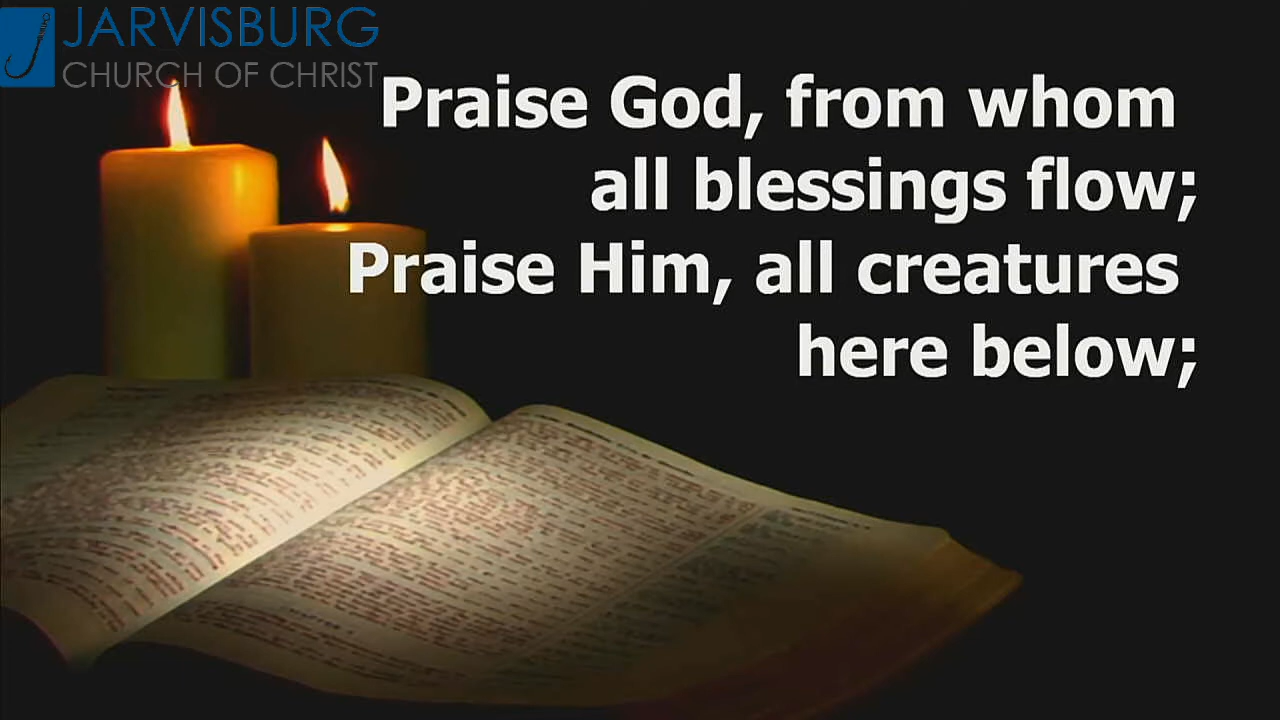 JARVISBURG
CHURCH OF CHRIST
Praise God, from whom
all blessings flow;
Praise Him, all creatures
here below;